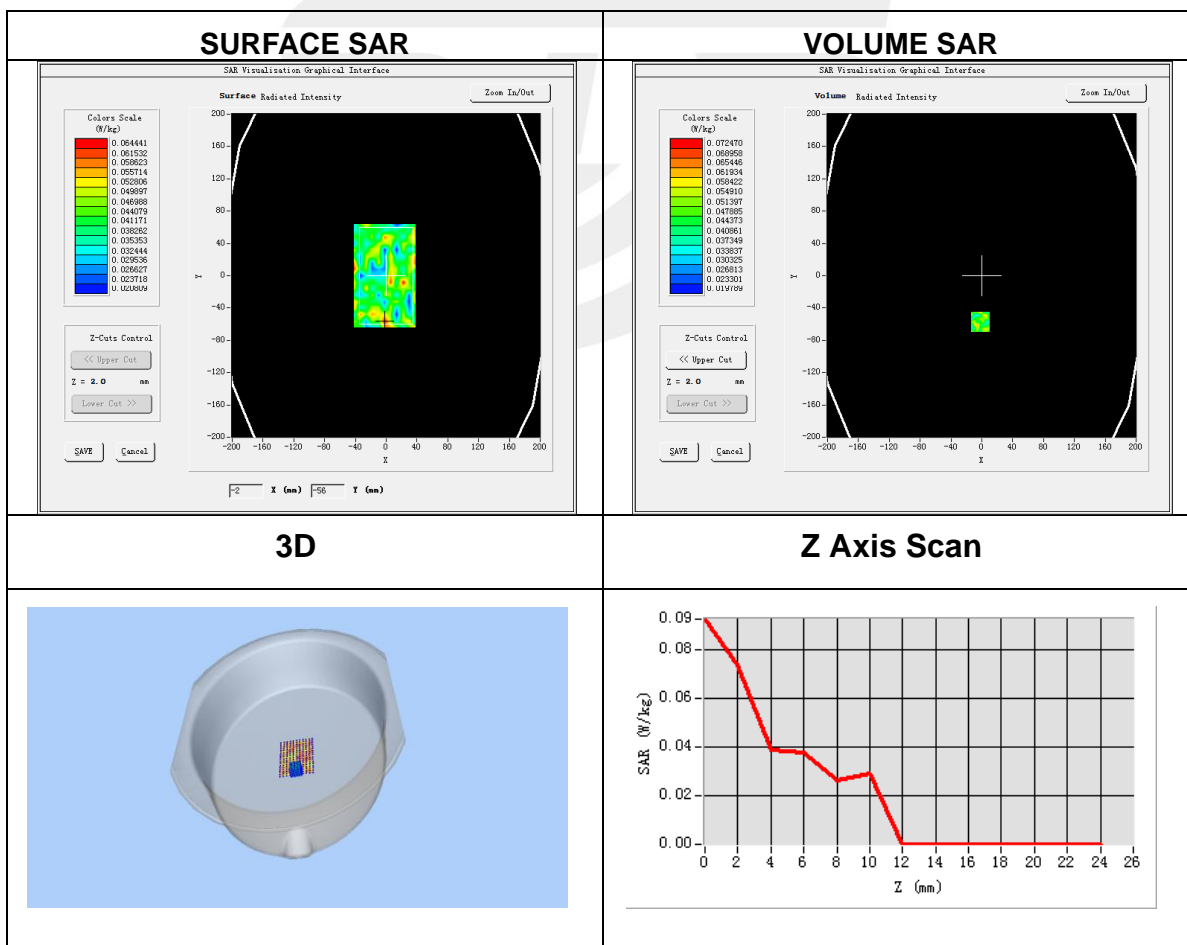 SURFACE SAR
VOLUME SAR
SAR Visualisation Graphical Interface
Surface Radiated Intensity
Zoom In/Out
Colors Scale
(W/kg)
0.064441
0.061532
0.058623
0.055714
0.052806
0.049897
0.046988
0.044079
0.041171
0.038262
0.035353
0.032444
0.029536
0.026627
0.023718
0.020809
Z-Cuts Control
<< Upper Cut
Z = 2.0 mm
Lower Cut >>
SAVE
Cancel
200
160
120
80
40
0
-40
-80
-120
-160
-200
Y
-200 -160 -120 -80 -40 0 40 80 120 160 200
X
-2 X (mm) -56 Y (mm)
SAR Visualisation Graphical Interface
Volume Radiated Intensity
Zoom In/Out
Colors Scale
(W/kg)
0.072470
0.068958
0.065446
0.061934
0.058422
0.054910
0.051397
0.047885
0.044373
0.040861
0.037349
0.033837
0.030325
0.026813
0.023301
0.019789
Z-Cuts Control
<< Upper Cut
Z = 2.0 mm
Lower Cut >>
SAVE
Cancel
200
160
120
80
40
0
-40
-80
-120
-160
-200
Y
-200 -160 -120 -80 -40 0 40 80 120 160 200
X
3D
Z Axis Scan
0.09
0.08
0.06
0.04
0.02
0.00
SAR (W/kg)
0 2 4 6 8 10 12 14 16 18 20 22 24 26
Z (mm)